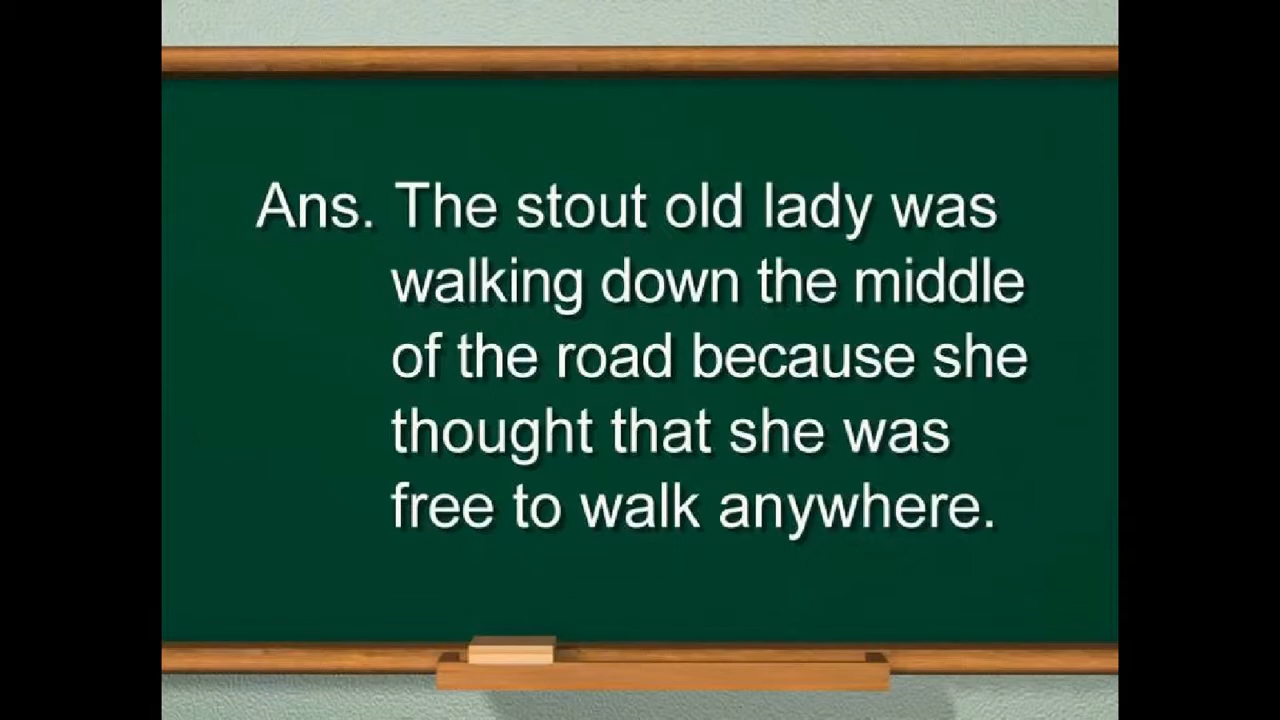 Ans. The stout old lady was
walking down the middle
of the road because she
thought that she was
free to walk anywhere.